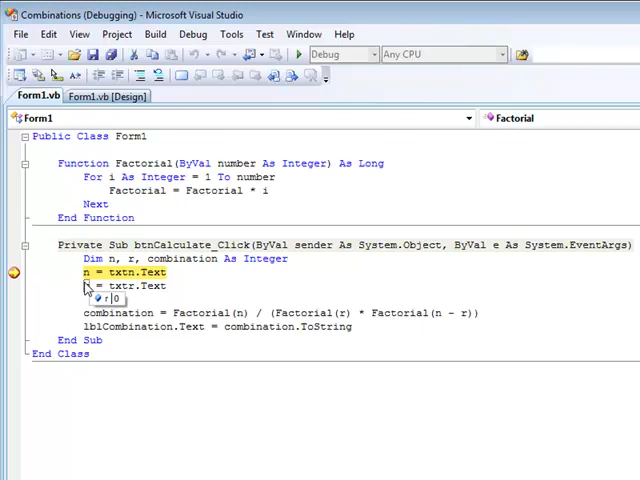 Combinations (Debugging) - Microsoft Visual Studio
File Edit View Project Build Debug Tools Test Window Help
Debug Any CPU
Form1.vb Form1.vb [Design]
Form1 Factorial
Public Class Form1
Function Factorial(ByVal number As Integer) As Long
For i As Integer = 1 To number
Factorial = Factorial * i
Next
End Function
Private Sub btnCalculate_Click(ByVal sender As System.Object, ByVal e As System.EventArgs)
Dim n, r, combination As Integer
n = txtn.Text
= txtr.Text
r 0
combination = Factorial(n) / (Factorial(r) * Factorial(n - r))
lblCombination.Text = combination.ToString
End Sub
End Class